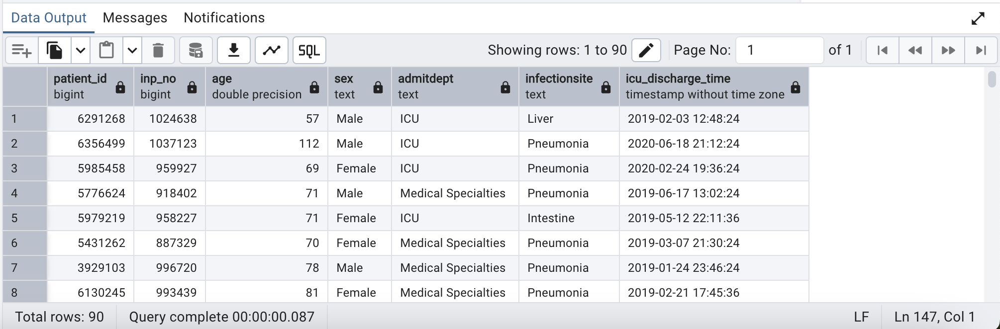 Data Output Messages Notifications
SQL Showing rows: 1 to 90 Page No: 1 of 1
patient_id inp_no age sex admitdept infectionsite icu_discharge_time
bigint bigint double precision text text text timestamp without time zone
1 6291268 1024638 57 Male ICU Liver 2019-02-03 12:48:24
2 6356499 1037123 112 Male ICU Pneumonia 2020-06-18 21:12:24
3 5985458 959927 69 Female ICU Pneumonia 2020-02-24 19:36:24
4 5776624 918402 71 Male Medical Specialties Pneumonia 2019-06-17 13:02:24
5 5979219 958227 71 Female ICU Intestine 2019-05-12 22:11:36
6 5431262 887329 70 Female Medical Specialties Pneumonia 2019-03-07 21:30:24
7 3929103 996720 78 Male Medical Specialties Pneumonia 2019-01-24 23:46:24
8 6130245 993439 81 Female Medical Specialties Pneumonia 2019-02-21 17:45:36
Total rows: 90 Query complete 00:00:00.087 LF Ln 147, Col 1